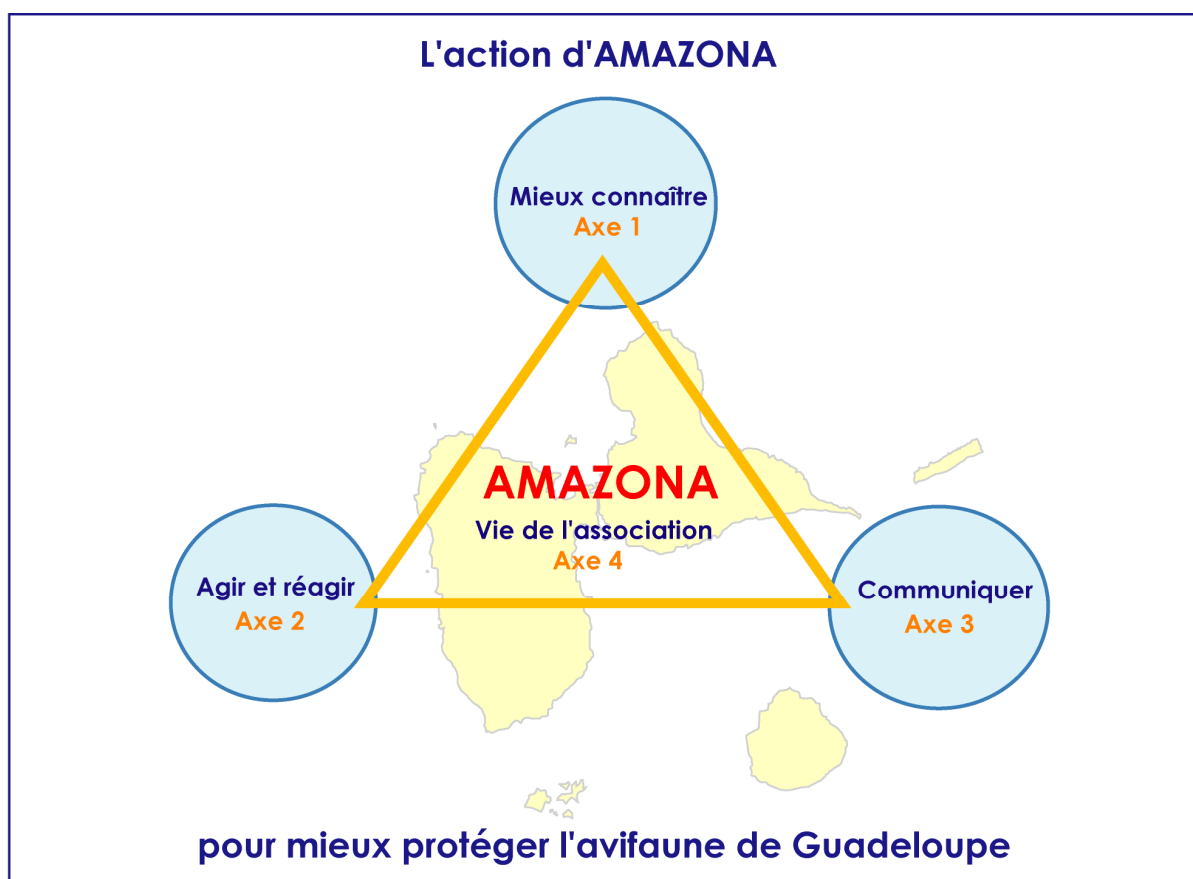 L'action d'AMAZONA
Mieux connaître
Axe 1
AMAZONA
Vie de l'association
Axe 4
Agir et réagir
Axe 2
Communiquer
Axe 3
pour mieux protéger l'avifaune de Guadeloupe